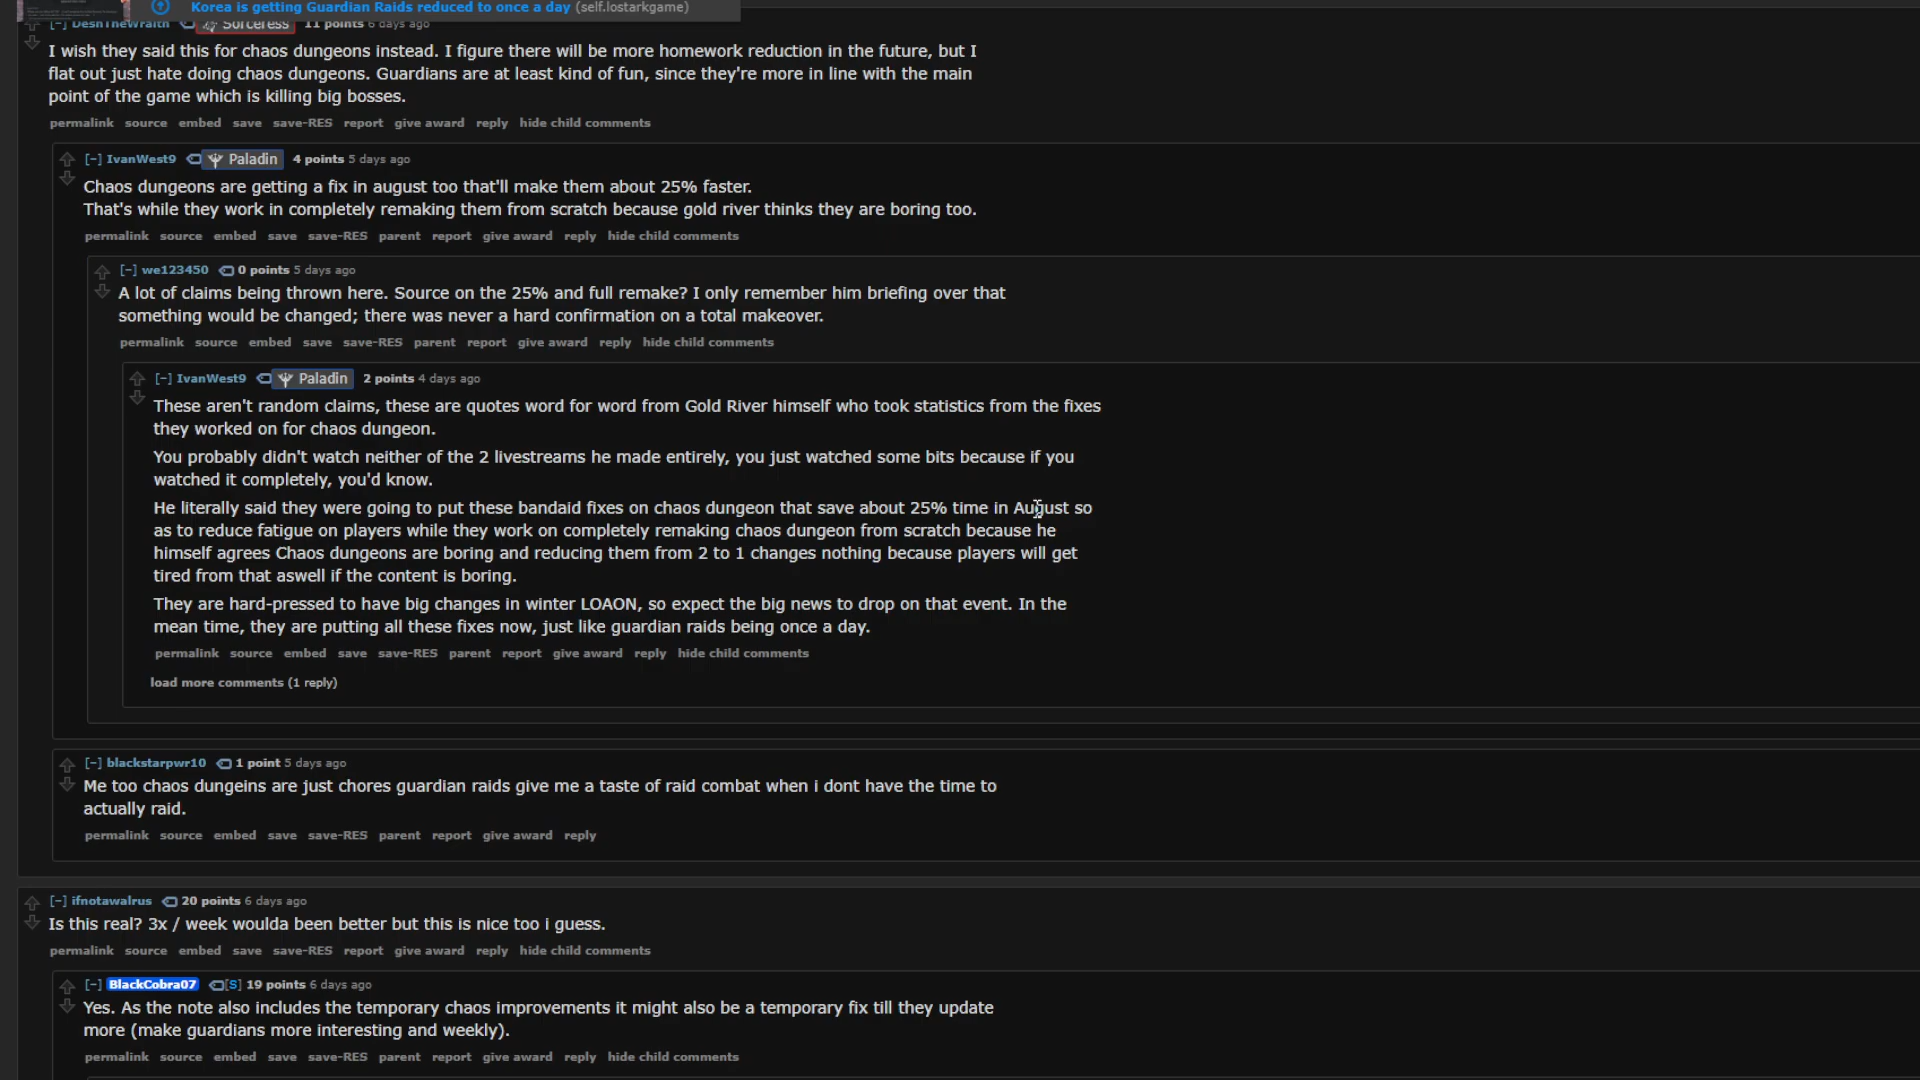 Korea is getting Guardian Raids reduced to once a day (self.lostarkgame)
[-] DeshTheWraith Sorceress 11 points 6 days ago
I wish they said this for chaos dungeons instead. I figure there will be more homework reduction in the future, but I
flat out just hate doing chaos dungeons. Guardians are at least kind of fun, since they're more in line with the main
point of the game which is killing big bosses.
permalink source embed save save-RES report give award reply hide child comments
[-] IvanWest9 Paladin 4 points 5 days ago
Chaos dungeons are getting a fix in august too that'll make them about 25% faster.
That's while they work in completely remaking them from scratch because gold river thinks they are boring too.
permalink source embed save save-RES parent report give award reply hide child comments
[-] we123450 0 points 5 days ago
A lot of claims being thrown here. Source on the 25% and full remake? I only remember him briefing over that
something would be changed; there was never a hard confirmation on a total makeover.
permalink source embed save save-RES parent report give award reply hide child comments
[-] IvanWest9 Paladin 2 points 4 days ago
These aren't random claims, these are quotes word for word from Gold River himself who took statistics from the fixes
they worked on for chaos dungeon.
You probably didn't watch neither of the 2 livestreams he made entirely, you just watched some bits because if you
watched it completely, you'd know.
He literally said they were going to put these bandaid fixes on chaos dungeon that save about 25% time in August so
as to reduce fatigue on players while they work on completely remaking chaos dungeon from scratch because he
himself agrees Chaos dungeons are boring and reducing them from 2 to 1 changes nothing because players will get
tired from that aswell if the content is boring.
They are hard-pressed to have big changes in winter LOAON, so expect the big news to drop on that event. In the
mean time, they are putting all these fixes now, just like guardian raids being once a day.
permalink source embed save save-RES parent report give award reply hide child comments
load more comments (1 reply)
[-] blackstarpwr10 1 point 5 days ago
Me too chaos dungeins are just chores guardian raids give me a taste of raid combat when i dont have the time to
actually raid.
permalink source embed save save-RES parent report give award reply
[-] ifnotawalrus 20 points 6 days ago
Is this real? 3x / week woulda been better but this is nice too i guess.
permalink source embed save save-RES report give award reply hide child comments
[-] BlackCobra07 [S] 19 points 6 days ago
Yes. As the note also includes the temporary chaos improvements it might also be a temporary fix till they update
more (make guardians more interesting and weekly).
permalink source embed save save-RES parent report give award reply hide child comments